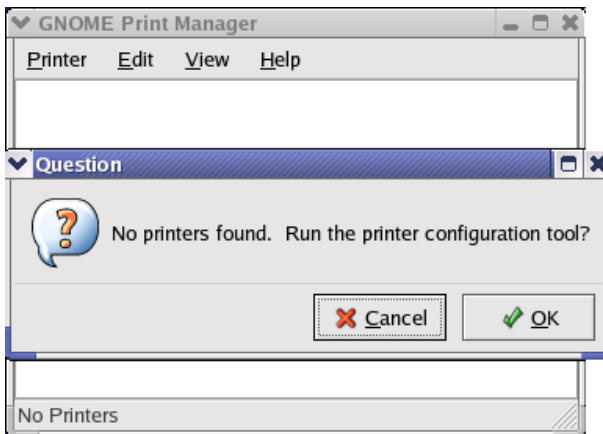 GNOME Print Manager
Printer Edit View Help
Question
No printers found. Run the printer configuration tool?
Cancel OK
No Printers